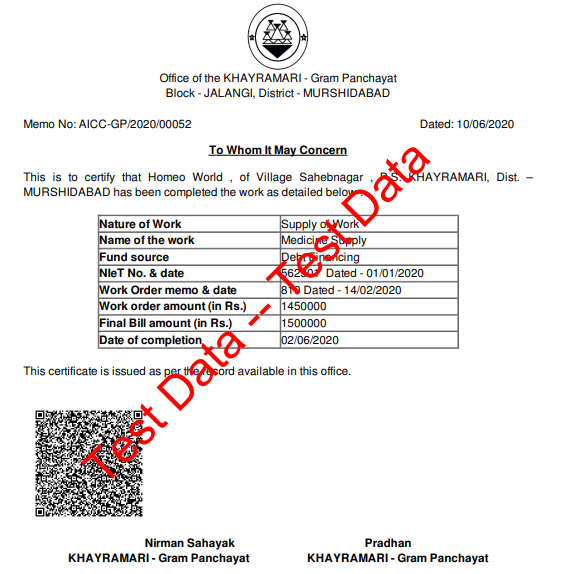 Office of the KHAYRAMARI - Gram Panchayat
Block - JALANGI, District - MURSHIDABAD
Memo No: AICC-GP/2020/00052 Dated: 10/06/2020
To Whom It May Concern
This is to certify that Homeo World , of Village Sahebnagar , P.S. KHAYRAMARI, Dist. –
MURSHIDABAD has been completed the work as detailed below :
Nature of Work Supply of Work
Name of the work Medicine Supply
Fund source Debt Financing
NIeT No. & date Dated - 01/01/2020
Work Order memo & date Dated - 14/02/2020
Work order amount (in Rs.) 1450000
Final Bill amount (in Rs.) 1500000
Date of completion 02/06/2020
This certificate is issued as per the record available in this office.
Test Data -- Test Data
Nirman Sahayak Pradhan
KHAYRAMARI - Gram Panchayat KHAYRAMARI - Gram Panchayat